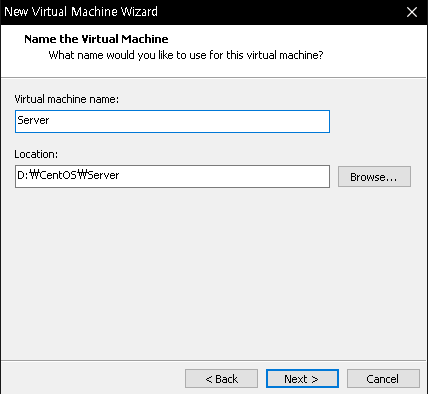 New Virtual Machine Wizard
Name the Virtual Machine
What name would you like to use for this virtual machine?
Virtual machine name:
Server
Location:
D:₩CentOS₩Server
Browse...
< Back
Next >
Cancel